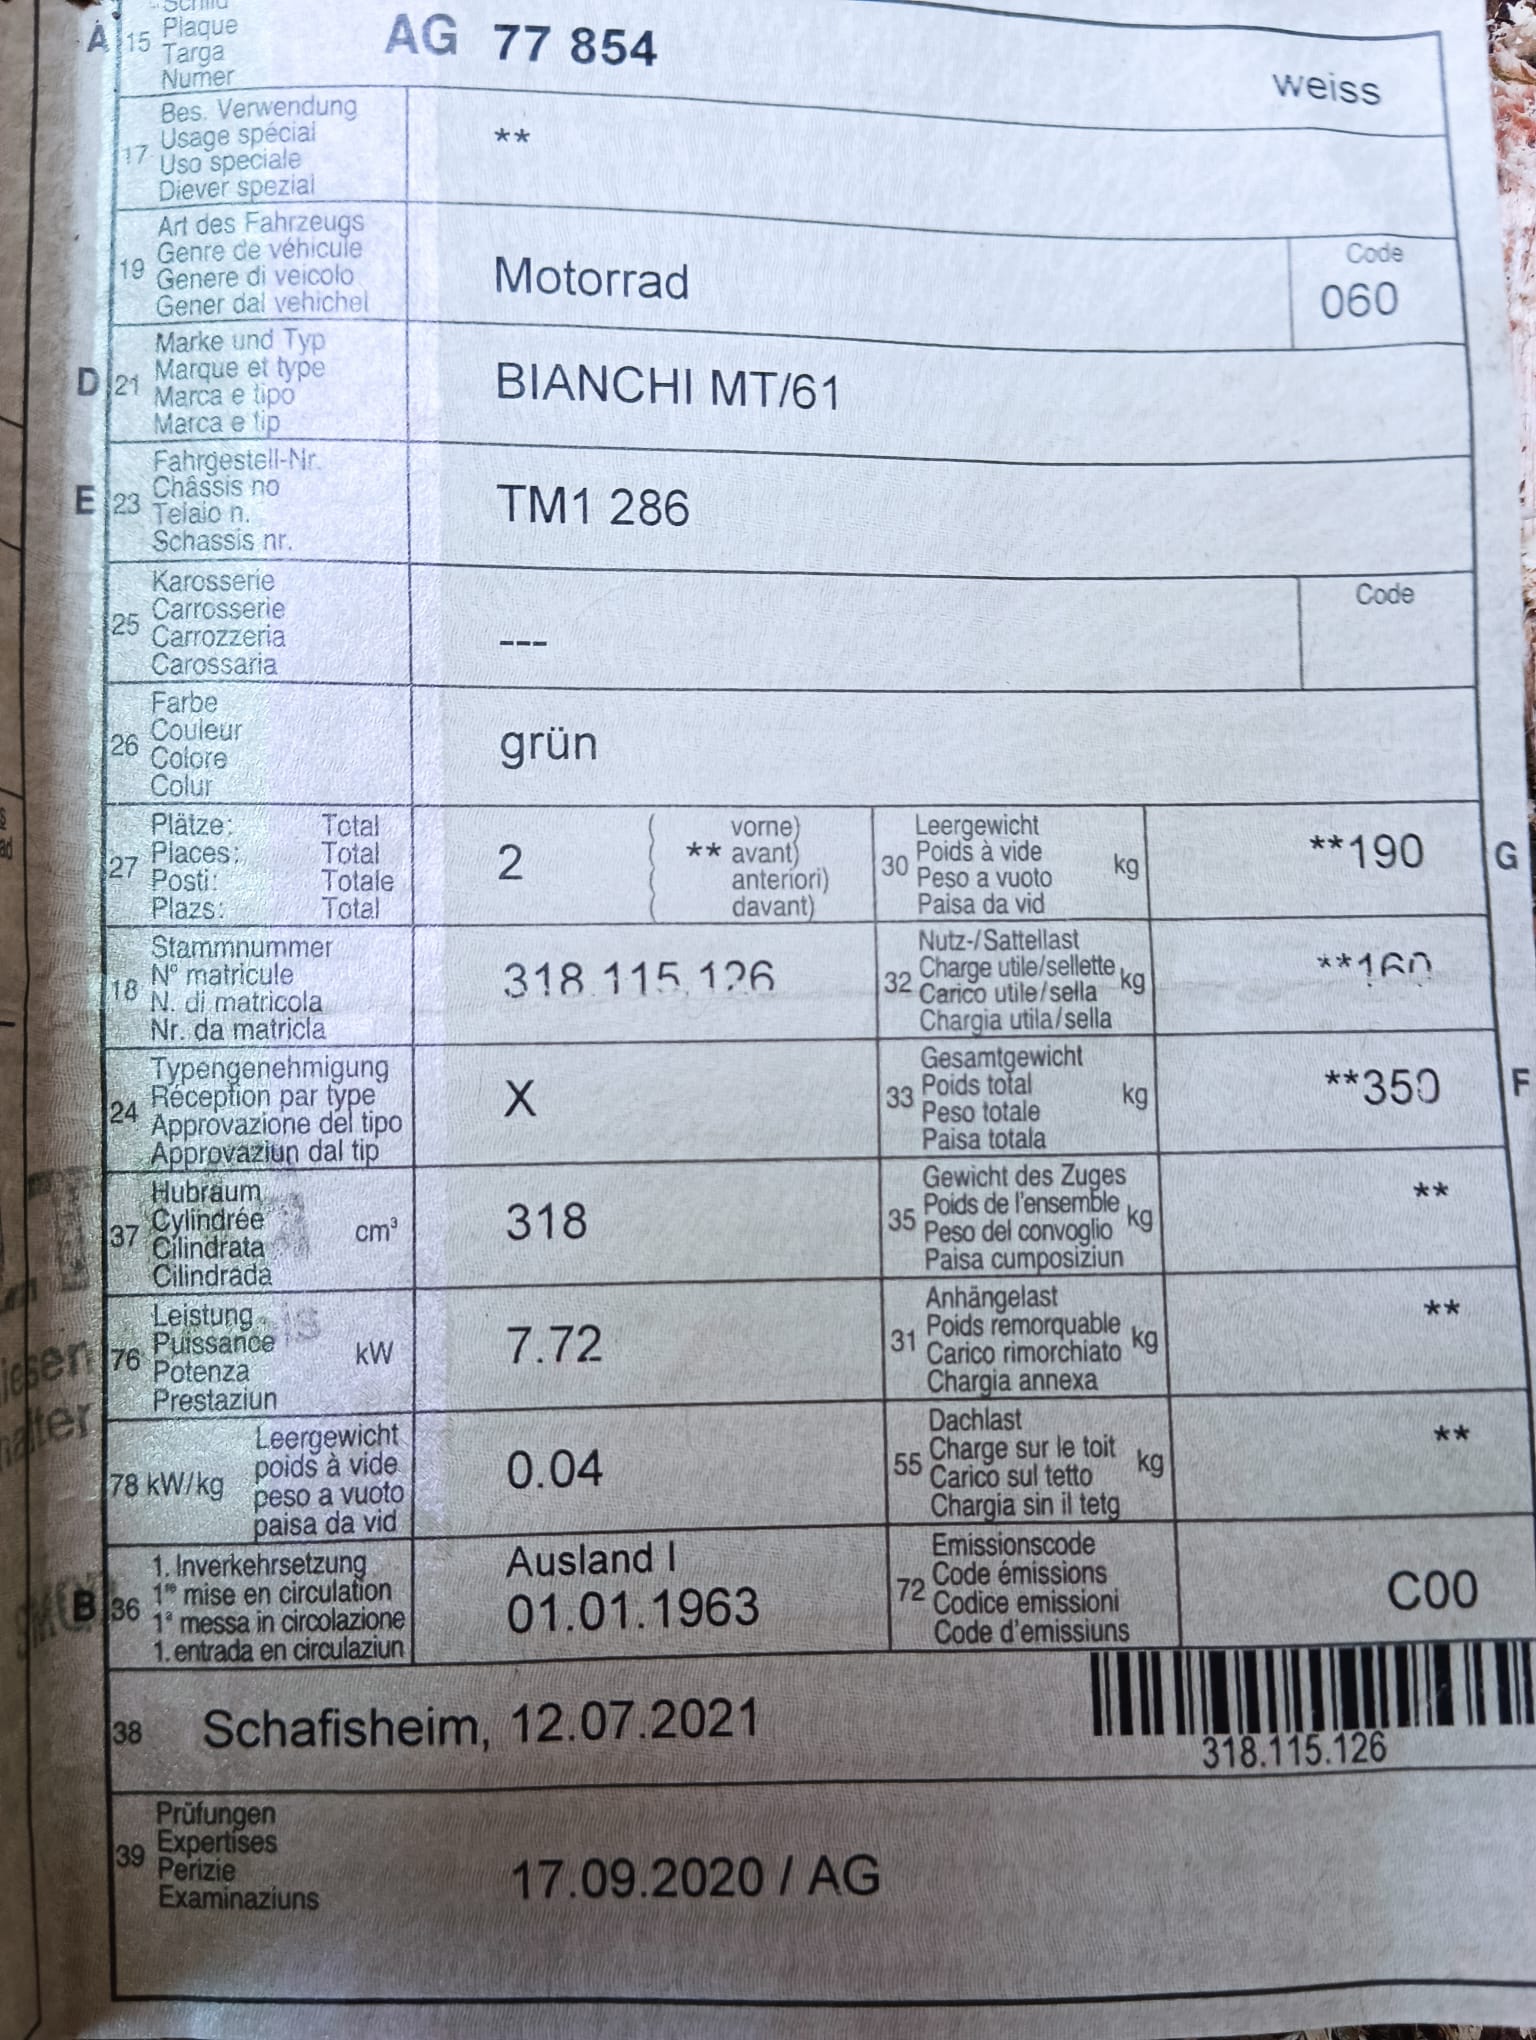 A 15 Plaque AG 77 854
Targa
Numer weiss
17 Bes. Verwendung
Usage spécial **
Uso speciale
Diever spezial
19 Art des Fahrzeugs
Genre de véhicule Motorrad Code
Genere di veicolo 060
Gener dal vehichel
D 21 Marke und Typ
Marque et type BIANCHI MT/61
Marca e tipo
Marca e tip
E 23 Fahrgestell-Nr.
Châssis no TM1 286
Telaio n.
Schassis nr.
25 Karosserie Code
Carrosserie
Carrozzeria ---
Carossaria
26 Farbe
Couleur grün
Colore
Colur
27 Plätze: Total 2 ( vorne)
Places: Total ( ** avant)
Posti: Totale ( anteriori)
Plazs: Total ( davant)
30 Leergewicht
Poids à vide kg **190 G
Peso a vuoto
Paisa da vid
18 Stammnummer
N° matricule 318.115.126
N. di matricola
Nr. da matricla
32 Nutz-/Sattellast
Charge utile/sellette kg **160
Carico utile/sella
Chargia utila/sella
24 Typengenehmigung
Réception par type X
Approvazione del tipo
Approvaziun dal tip
33 Gesamtgewicht
Poids total kg **350 F
Peso totale
Paisa totala
37 Hubraum
Cylindrée cm³ 318
Cilindrata
Cilindrada
35 Gewicht des Zuges
Poids de l'ensemble kg **
Peso del convoglio
Paisa cumposiziun
76 Leistung
Puissance kW 7.72
Potenza
Prestaziun
31 Anhängelast
Poids remorquable kg **
Carico rimorchiato
Chargia annexa
78 kW/kg Leergewicht
poids à vide 0.04
peso a vuoto
paisa da vid
55 Dachlast
Charge sur le toit kg **
Carico sul tetto
Chargia sin il tetg
B 36 1. Inverkehrsetzung Ausland I
1re mise en circulation 01.01.1963
1a messa in circolazione
1. entrada en circulaziun
72 Emissionscode
Code émissions C00
Codice emissioni
Code d'emissiuns
38 Schafisheim, 12.07.2021
318.115.126
39 Prüfungen
Expertises 17.09.2020 / AG
Perizie
Examinaziuns